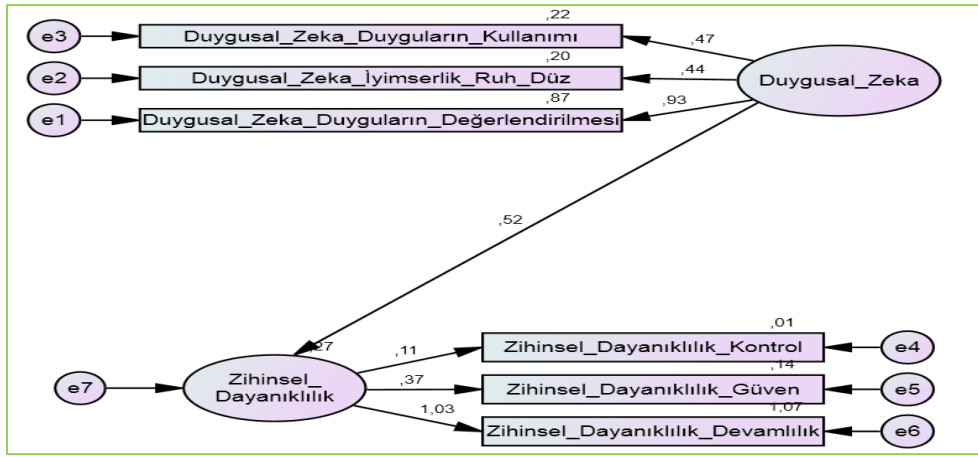 ,22
e3
Duygusal_Zeka_Duyguların_Kullanımı
,47
,20
e2
Duygusal_Zeka_İyimserlik_Ruh_Düz
,44
Duygusal_Zeka
,87
e1
Duygusal_Zeka_Duyguların_Değerlendirilmesi
,93
,52
,27
e7
Zihinsel_
Dayanıklılık
,01
,11
Zihinsel_Dayanıklılık_Kontrol
e4
,14
,37
Zihinsel_Dayanıklılık_Güven
e5
1,07
1,03
Zihinsel_Dayanıklılık_Devamlılık
e6